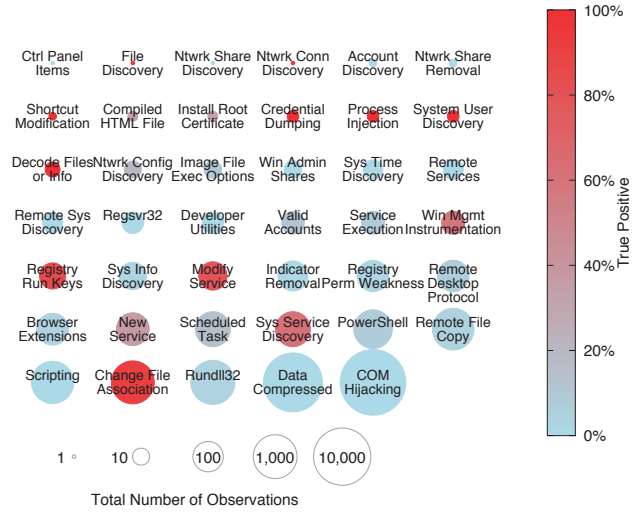 100%
80%
60%
40%
20%
0%
True Positive
Ctrl Panel Items
File Discovery
Ntwrk Share Discovery
Ntwrk Conn Discovery
Account Discovery
Ntwrk Share Removal
Shortcut Modification
Compiled HTML File
Install Root Certificate
Credential Dumping
Process Injection
System User Discovery
Decode Files or Info
Ntwrk Config Discovery
Image File Exec Options
Win Admin Shares
Sys Time Discovery
Remote Services
Remote Sys Discovery
Regsvr32
Developer Utilities
Valid Accounts
Service Execution
Win Mgmt Instrumentation
Registry Run Keys
Sys Info Discovery
Modify Service
Indicator Removal
Registry Perm Weakness
Remote Desktop Protocol
Browser Extensions
New Service
Scheduled Task
Sys Service Discovery
PowerShell
Remote File Copy
Scripting
Change File Association
Rundll32
Data Compressed
COM Hijacking
1
10
100
1,000
10,000
Total Number of Observations